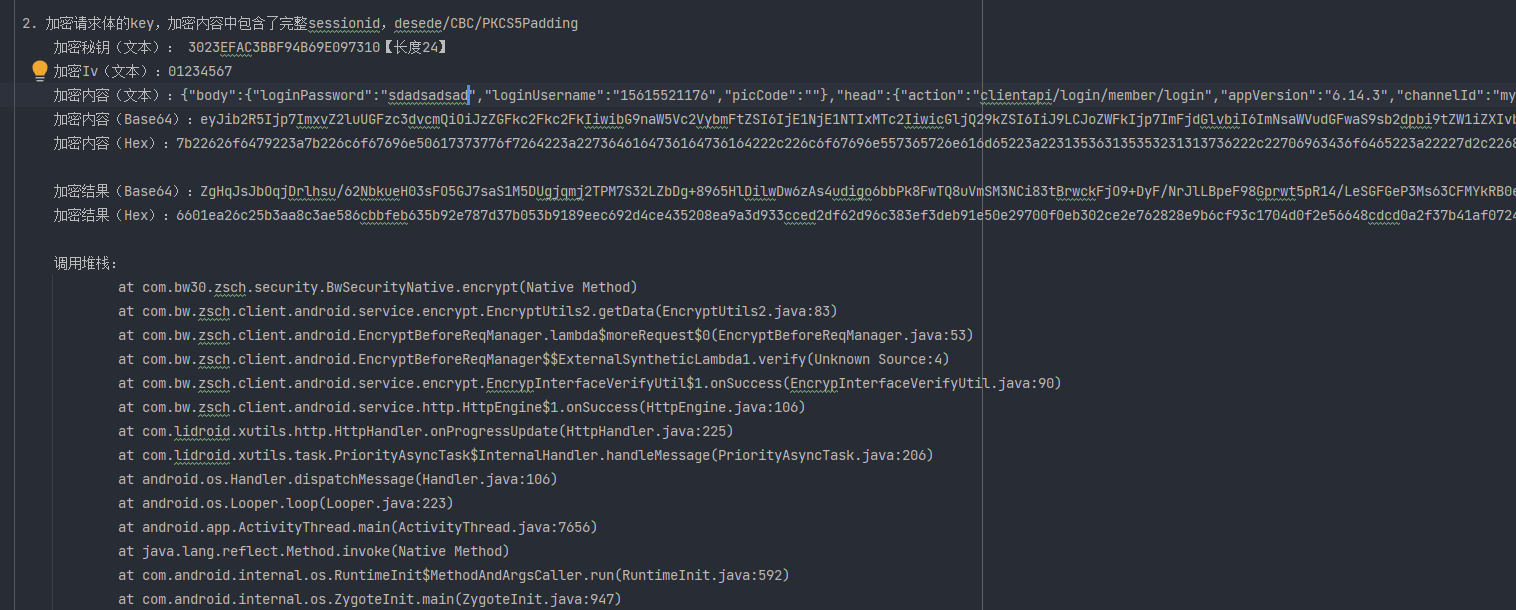 2. 加密请求体的key，加密内容中包含了完整sessionid，desede/CBC/PKCS5Padding
加密秘钥（文本）： 3023EFAC3BBF94B69E097310【长度24】
加密Iv（文本）：01234567
加密内容（文本）：{"body":{"loginPassword":"sdadsadsad","loginUsername":"15615521176","picCode":""},"head":{"action":"clientapi/login/member/login","appVersion":"6.14.3","channelId":"my
加密内容（Base64）：eyJib2R5Ijp7ImxvZ2luUGFzc3dvcmQiOiJzZGFkc2Fkc2FkIiwibG9naW5Vc2VybmFtZSI6IjE1NjE1NTIxMTc2IiwicGljQ29kZSI6IiJ9LCJoZWFkIjp7ImFjdGlvbiI6ImNsaWVudGFwaS9sb2dpbi9tZW1iZXIvb
加密内容（Hex）：7b22626f6479223a7b226c6f67696e50617373776f7264223a2273646164736164736164222c226c6f67696e557365726e616d65223a223135363135353231313736222c22706963436f6465223a22227d2c2268
加密结果（Base64）：ZgHqJsJbOqjDrlhsu/62NbkueH03sFO5GJ7saS1M5DUgjqmj2TPM7S32LZbDg+8965HlDilwDw6zAs4udigo6bbPk8FwTQ8uVmSM3NCi83tBrwckFjO9+DyF/NrJlLBpeF98Gprwt5pR14/LeSGFGeP3Ms63CFMYkRB0e
加密结果（Hex）：6601ea26c25b3aa8c3ae586cbbfeb635b92e787d37b053b9189eec692d4ce435208ea9a3d933cced2df62d96c383ef3deb91e50e29700f0eb302ce2e762828e9b6cf93c1704d0f2e56648cdcd0a2f37b41af0724
调用堆栈：
at com.bw30.zsch.security.BwSecurityNative.encrypt(Native Method)
at com.bw.zsch.client.android.service.encrypt.EncryptUtils2.getData(EncryptUtils2.java:83)
at com.bw.zsch.client.android.EncryptBeforeReqManager.lambda$moreRequest$0(EncryptBeforeReqManager.java:53)
at com.bw.zsch.client.android.EncryptBeforeReqManager$$ExternalSyntheticLambda1.verify(Unknown Source:4)
at com.bw.zsch.client.android.service.encrypt.EncrypInterfaceVerifyUtil$1.onSuccess(EncrypInterfaceVerifyUtil.java:90)
at com.bw.zsch.client.android.service.http.HttpEngine$1.onSuccess(HttpEngine.java:106)
at com.lidroid.xutils.http.HttpHandler.onProgressUpdate(HttpHandler.java:225)
at com.lidroid.xutils.task.PriorityAsyncTask$InternalHandler.handleMessage(PriorityAsyncTask.java:206)
at android.os.Handler.dispatchMessage(Handler.java:106)
at android.os.Looper.loop(Looper.java:223)
at android.app.ActivityThread.main(ActivityThread.java:7656)
at java.lang.reflect.Method.invoke(Native Method)
at com.android.internal.os.RuntimeInit$MethodAndArgsCaller.run(RuntimeInit.java:592)
at com.android.internal.os.ZygoteInit.main(ZygoteInit.java:947)